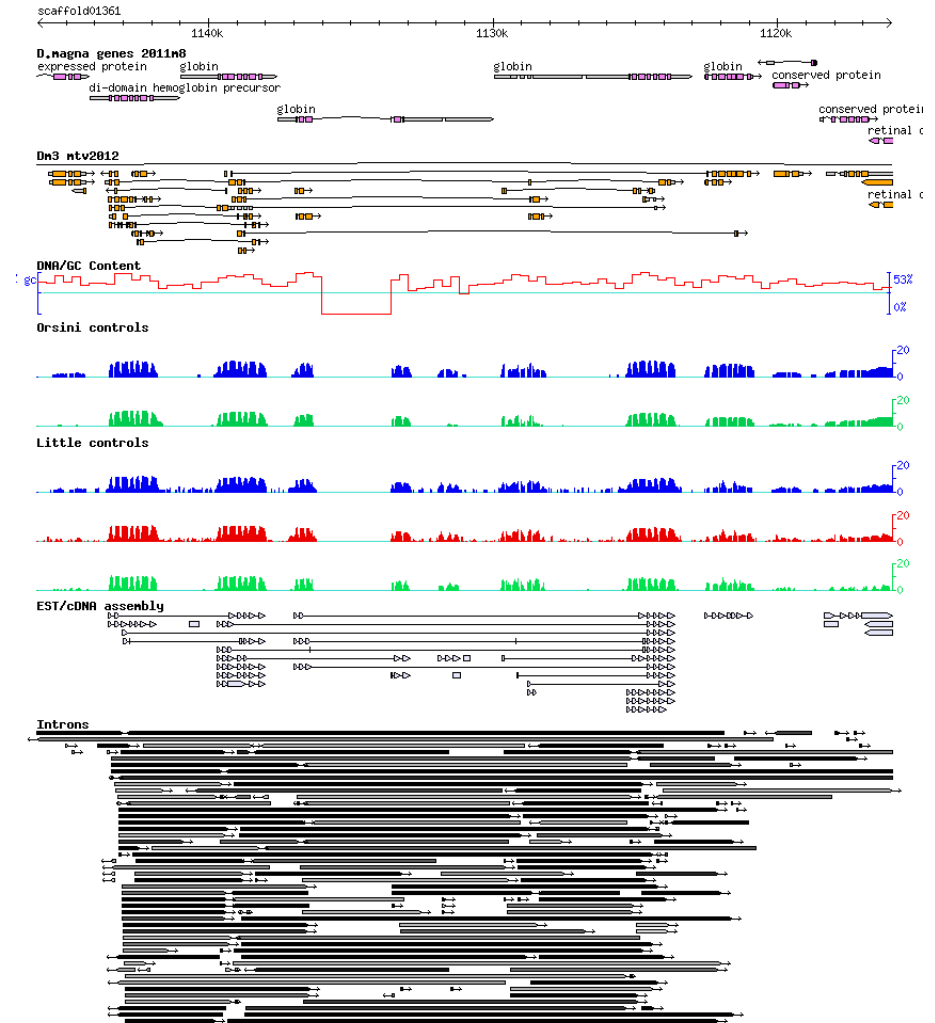 scaffold01361
1140k 1130k 1120k
D.magna genes 2011m8
expressed protein globin globin globin
conserved protein
di-domain hemoglobin precursor
globin conserved protein
retinal c
Dm3 mtv2012
retinal c
DNA/GC Content
gc 53%
0%
Orsini controls
20
0
20
0
Little controls
20
0
20
0
20
0
EST/cDNA assembly
Introns